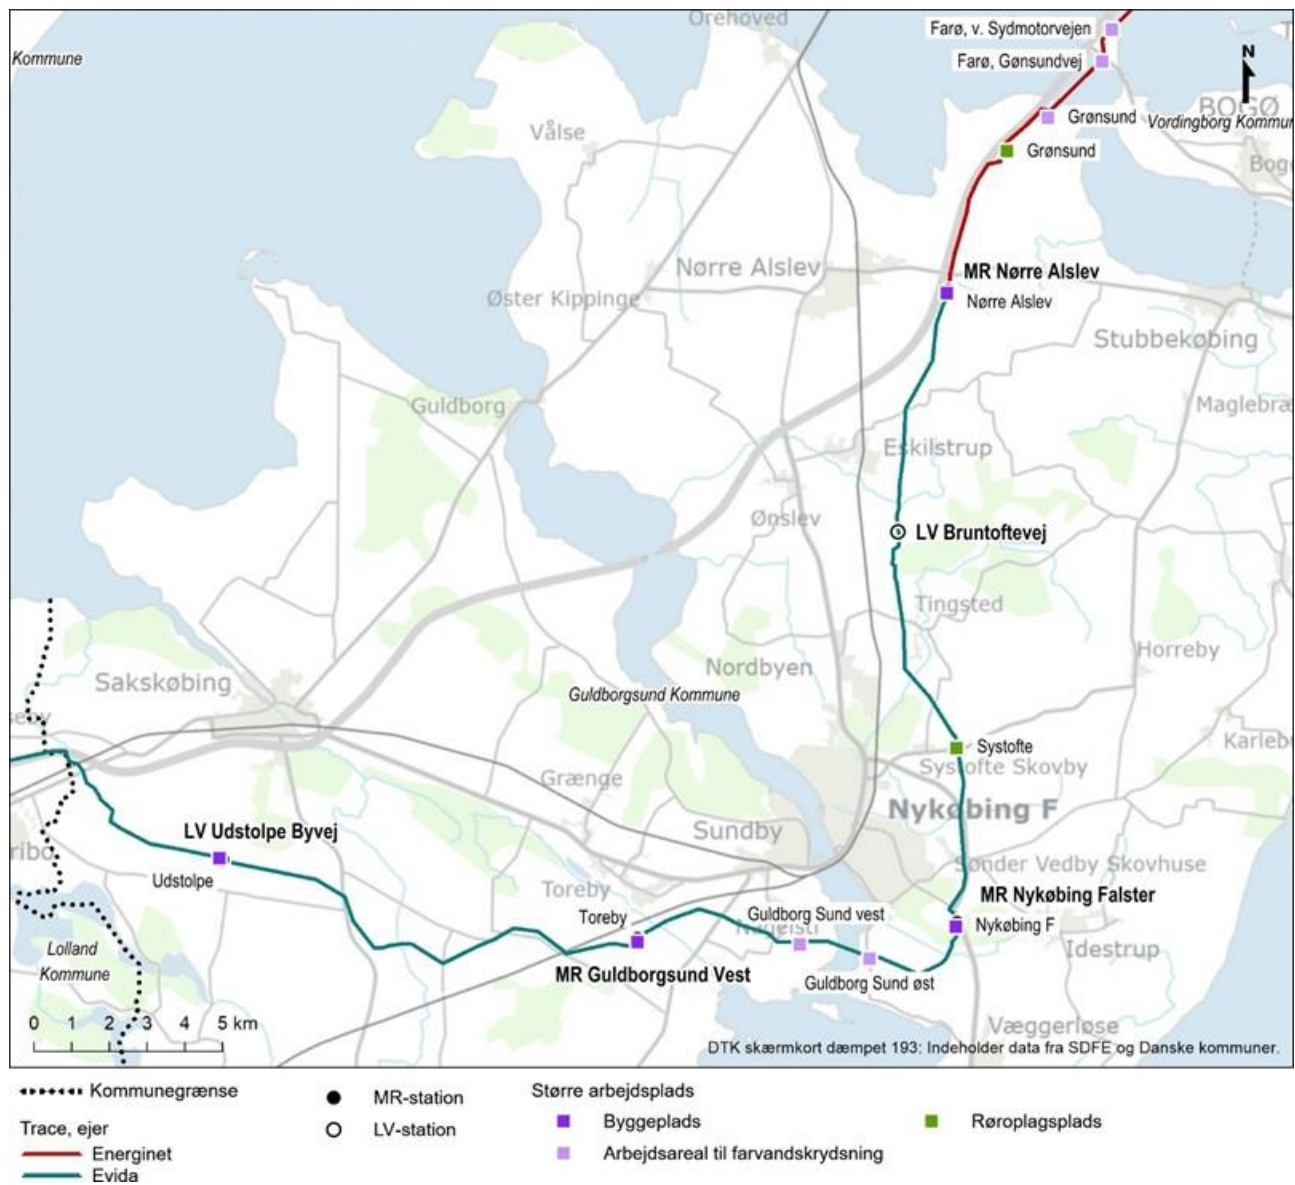 Orehoved
Farø, v. Sydmotorvejen
Kommune
Farø, Gønsundvej
N
BOGØ
Grønsund
Vordingborg Kommun
Vålse
Grønsund
Bogø
MR Nørre Alslev
Nørre Alslev
Øster Kippinge
Nørre Alslev
Stubbekøbing
Guldborg
Maglebræ
Eskilstrup
Ønslev
LV Bruntoftevej
Tingsted
Horreby
Nordbyen
Sakskøbing
Guldborgsund Kommune
seby
Karlebu
Systofte
Systofte Skovby
Grænge
Nykøbing F
LV Udstolpe Byvej
Sundby
ribo
Sønder Vedby Skovhuse
Udstolpe
Toreby
MR Nykøbing Falster
Toreby
Guldborg Sund vest
Nykøbing F
Nagelsti
Idestrup
Lolland
Kommune
MR Guldborgsund Vest
Guldborg Sund øst
0 1 2 3 4 5 km
Væggerløse
DTK skærmkort dæmpet 193: Indeholder data fra SDFE og Danske kommuner.
Kommunegrænse
Trace, ejer
Energinet
Evida
MR-station
LV-station
Større arbejdsplads
Byggeplads
Arbejdsareal til farvandskrydsning
Røroplagsplads